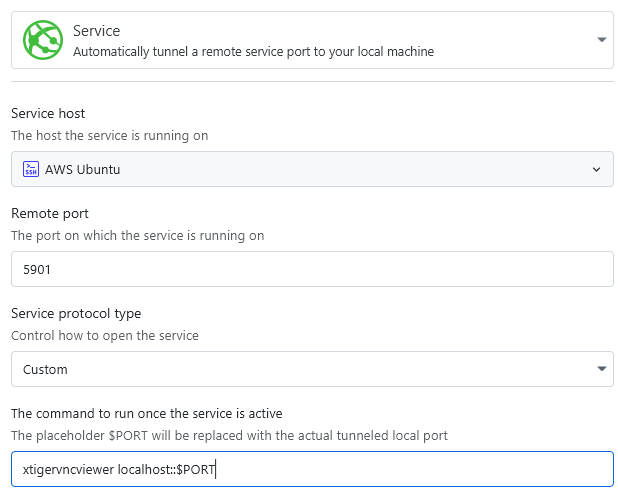 Service
Automatically tunnel a remote service port to your local machine
Service host
The host the service is running on
SSH AWS Ubuntu
Remote port
The port on which the service is running on
5901
Service protocol type
Control how to open the service
Custom
The command to run once the service is active
The placeholder $PORT will be replaced with the actual tunneled local port
xtigervncviewer localhost::$PORT